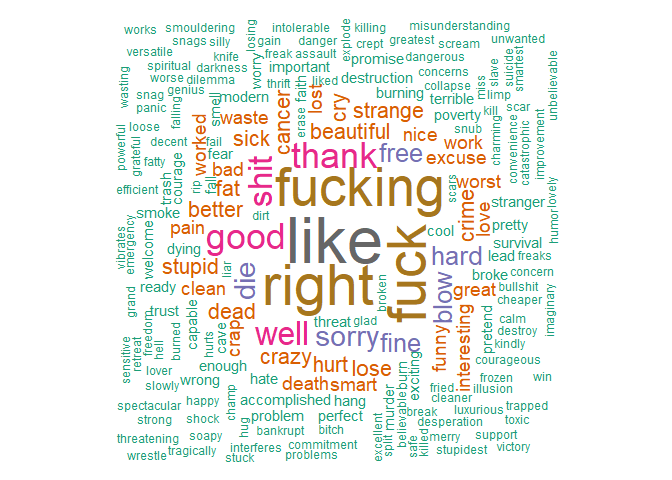 works
smouldering
intolerable
killing
misunderstanding
snags
silly
losing
gain
danger
explode
crept
greatest
scream
unwanted
versatile
knife
worry
freak
assault
promise
dangerous
spiritual
darkness
important
concerns
miss
slave
suicide
smartest
unbelievable
wasting
worse
dilemma
thrift
liked
destruction
collapse
limp
genius
modern
erase
faith
lost
cry
burning
terrible
kill
scar
snag
smell
cancer
strange
poverty
charming
convenience
catastrophic
improvement
panic
falling
waste
beautiful
nice
snub
powerful
loose
worked
sick
work
grateful
decent
fail
thank
free
excuse
fatty
courage
fear
shit
fucking
scars
worst
efficient
trash
rip
fall
bad
fat
crime
love
stranger
humor
lovely
smoke
better
dirt
like
fuck
cool
pretty
vibrates
emergency
welcome
pain
good
right
hard
survival
dying
liar
die
broken
lead
freaks
stupid
broke
concern
grand
ready
clean
blow
great
bullshit
cheaper
imaginary
trust
capable
dead
threat
glad
interesting
pretend
calm
destroy
sensitive
retreat
freedom
hell
burned
hurts
cave
crap
well
sorry
fine
funny
kindly
enough
crazy
hurt
lose
exciting
courageous
lover
wrong
hate
death
smart
burn
fried
frozen
win
slowly
illusion
happy
champ
accomplished
hang
murder
believable
cleaner
spectacular
luxurious
trapped
strong
shock
hug
problem
perfect
break
desperation
toxic
threatening
soapy
bankrupt
bitch
excellent
split
safe
killed
merry
support
wrestle
tragically
interferes
commitment
stupidest
victory
stuck
problems